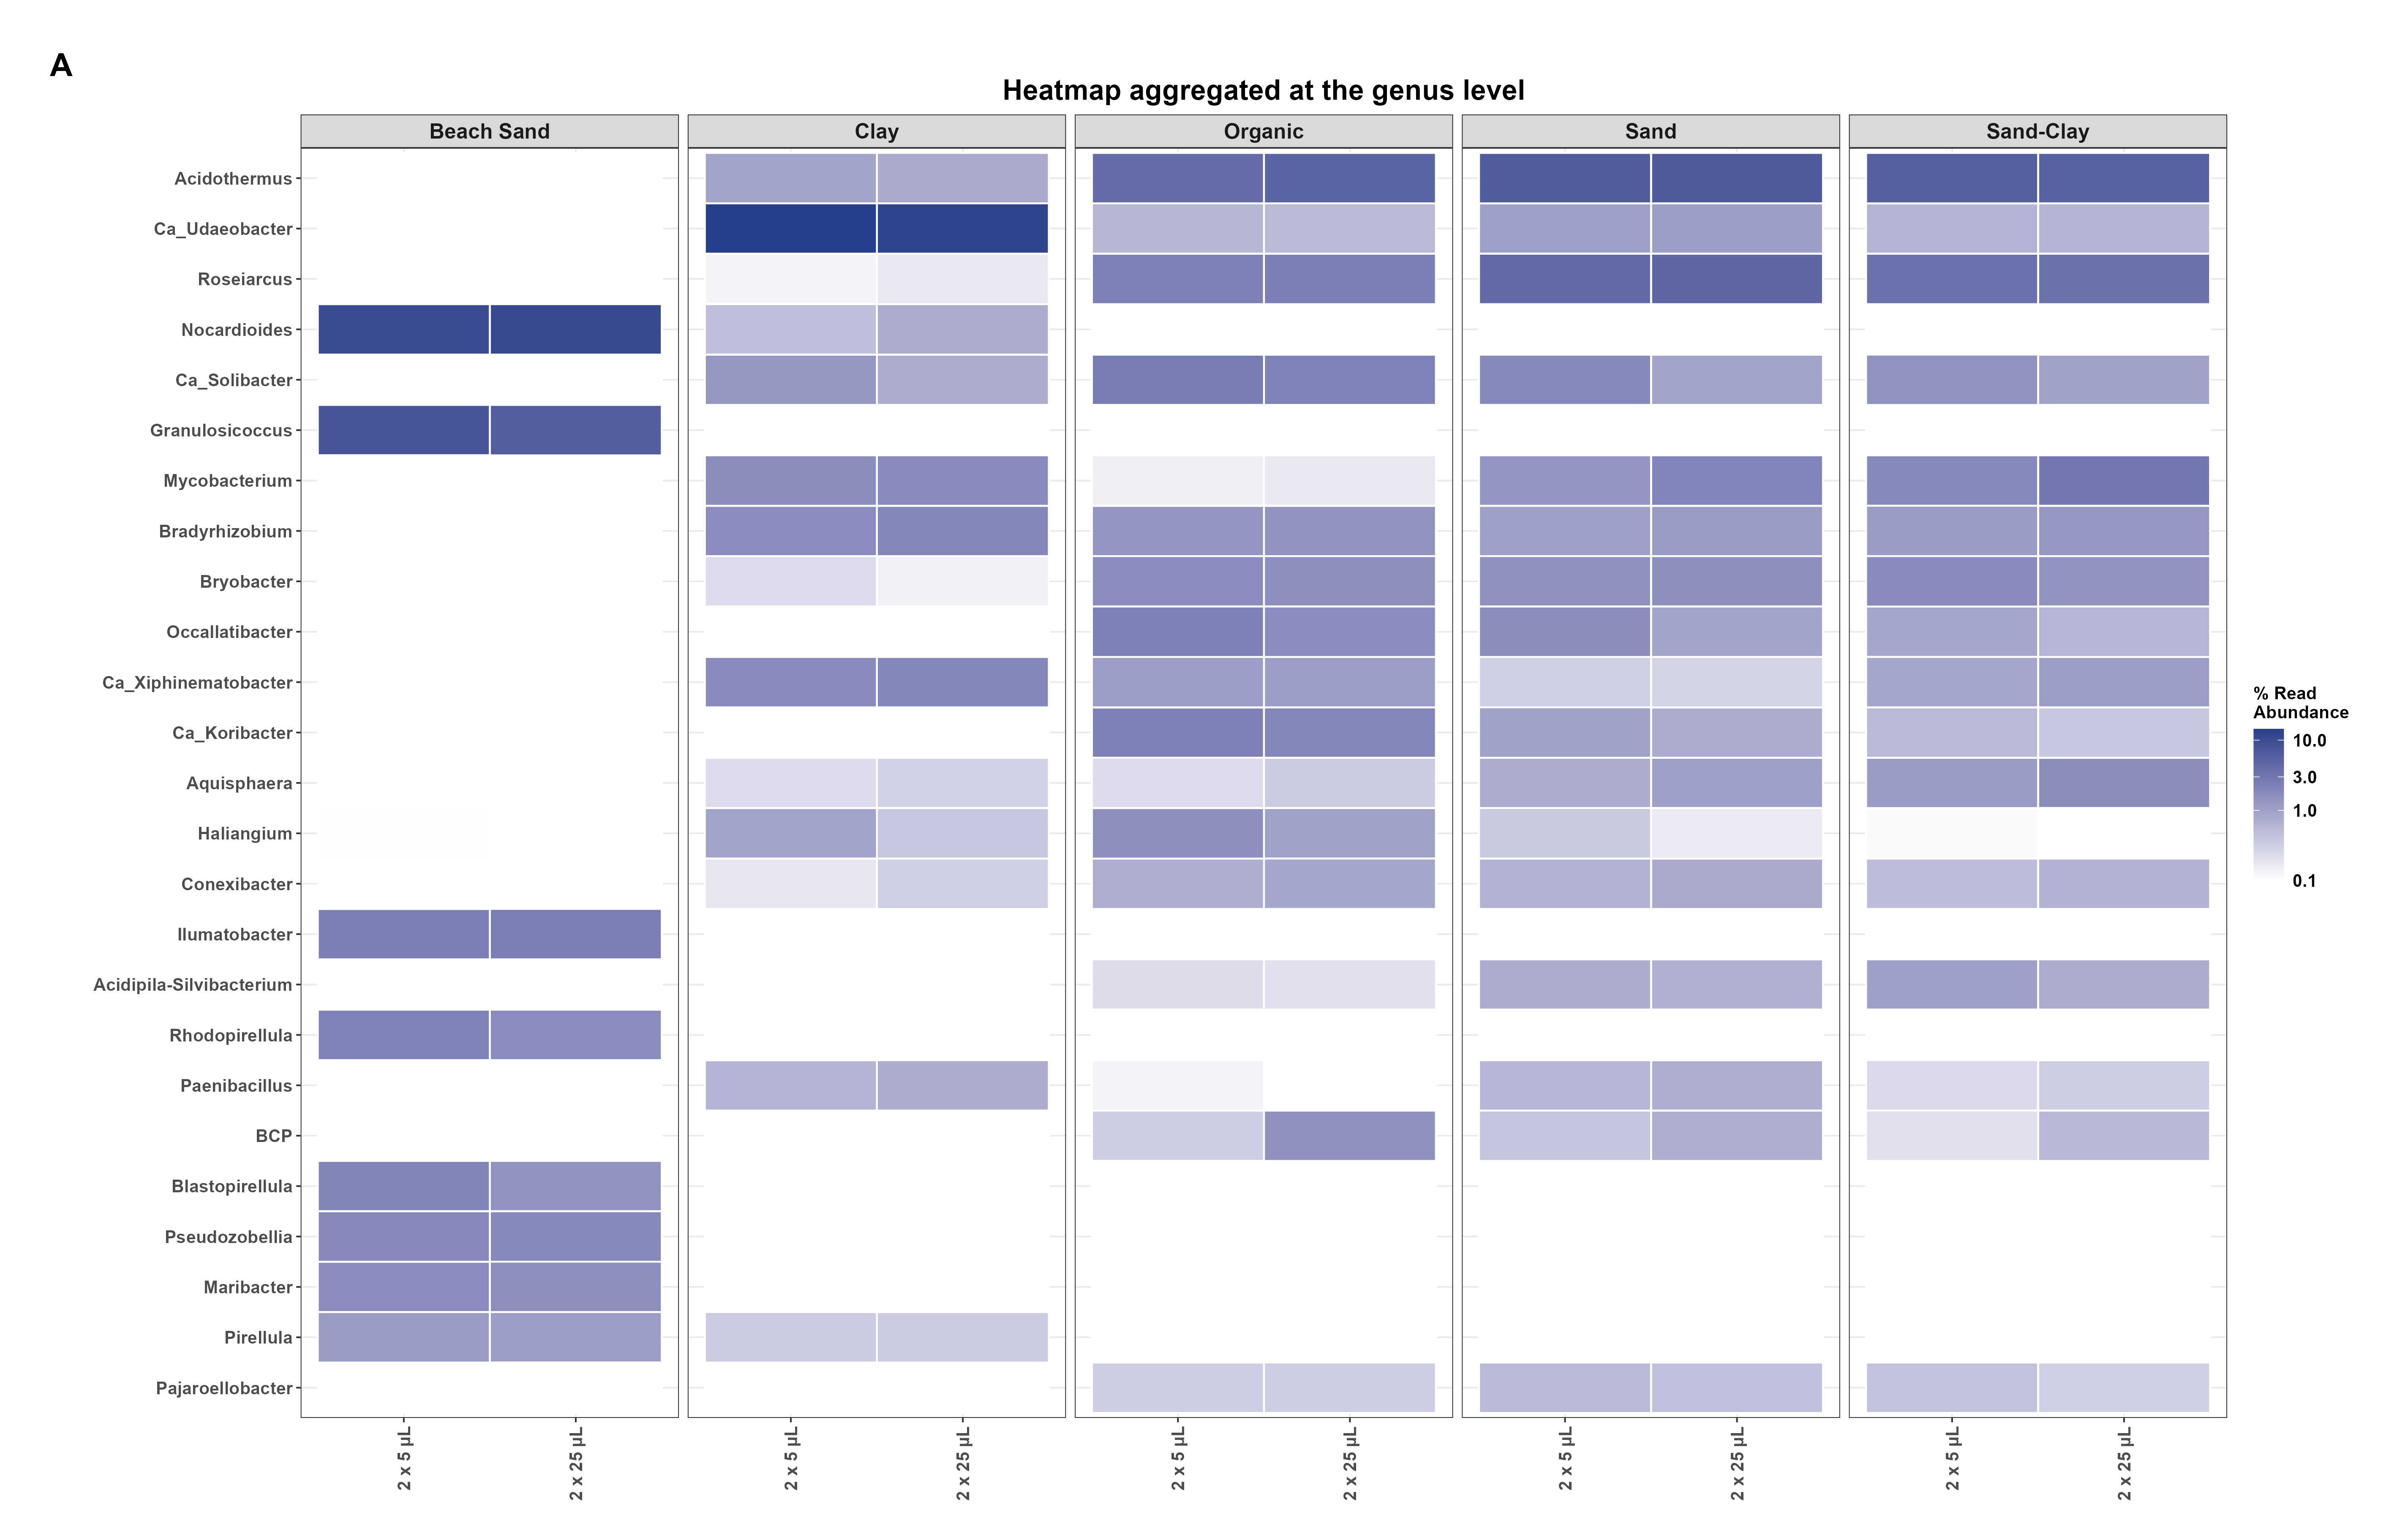 A
Heatmap aggregated at the genus level
Beach Sand
Clay
Organic
Sand
Sand-Clay
Acidothermus
Ca_Udaeobacter
Roseiarcus
Nocardioides
Ca_Solibacter
Granulosicoccus
Mycobacterium
Bradyrhizobium
Bryobacter
Occallatibacter
Ca_Xiphinematobacter
Ca_Koribacter
Aquisphaera
Haliangium
Conexibacter
Ilumatobacter
Acidipila-Silvibacterium
Rhodopirellula
Paenibacillus
BCP
Blastopirellula
Pseudozobellia
Maribacter
Pirellula
Pajaroellobacter
2 x 5 µL
2 x 25 µL
2 x 5 µL
2 x 25 µL
2 x 5 µL
2 x 25 µL
2 x 5 µL
2 x 25 µL
2 x 5 µL
2 x 25 µL
% Read
Abundance
10.0
3.0
1.0
0.1